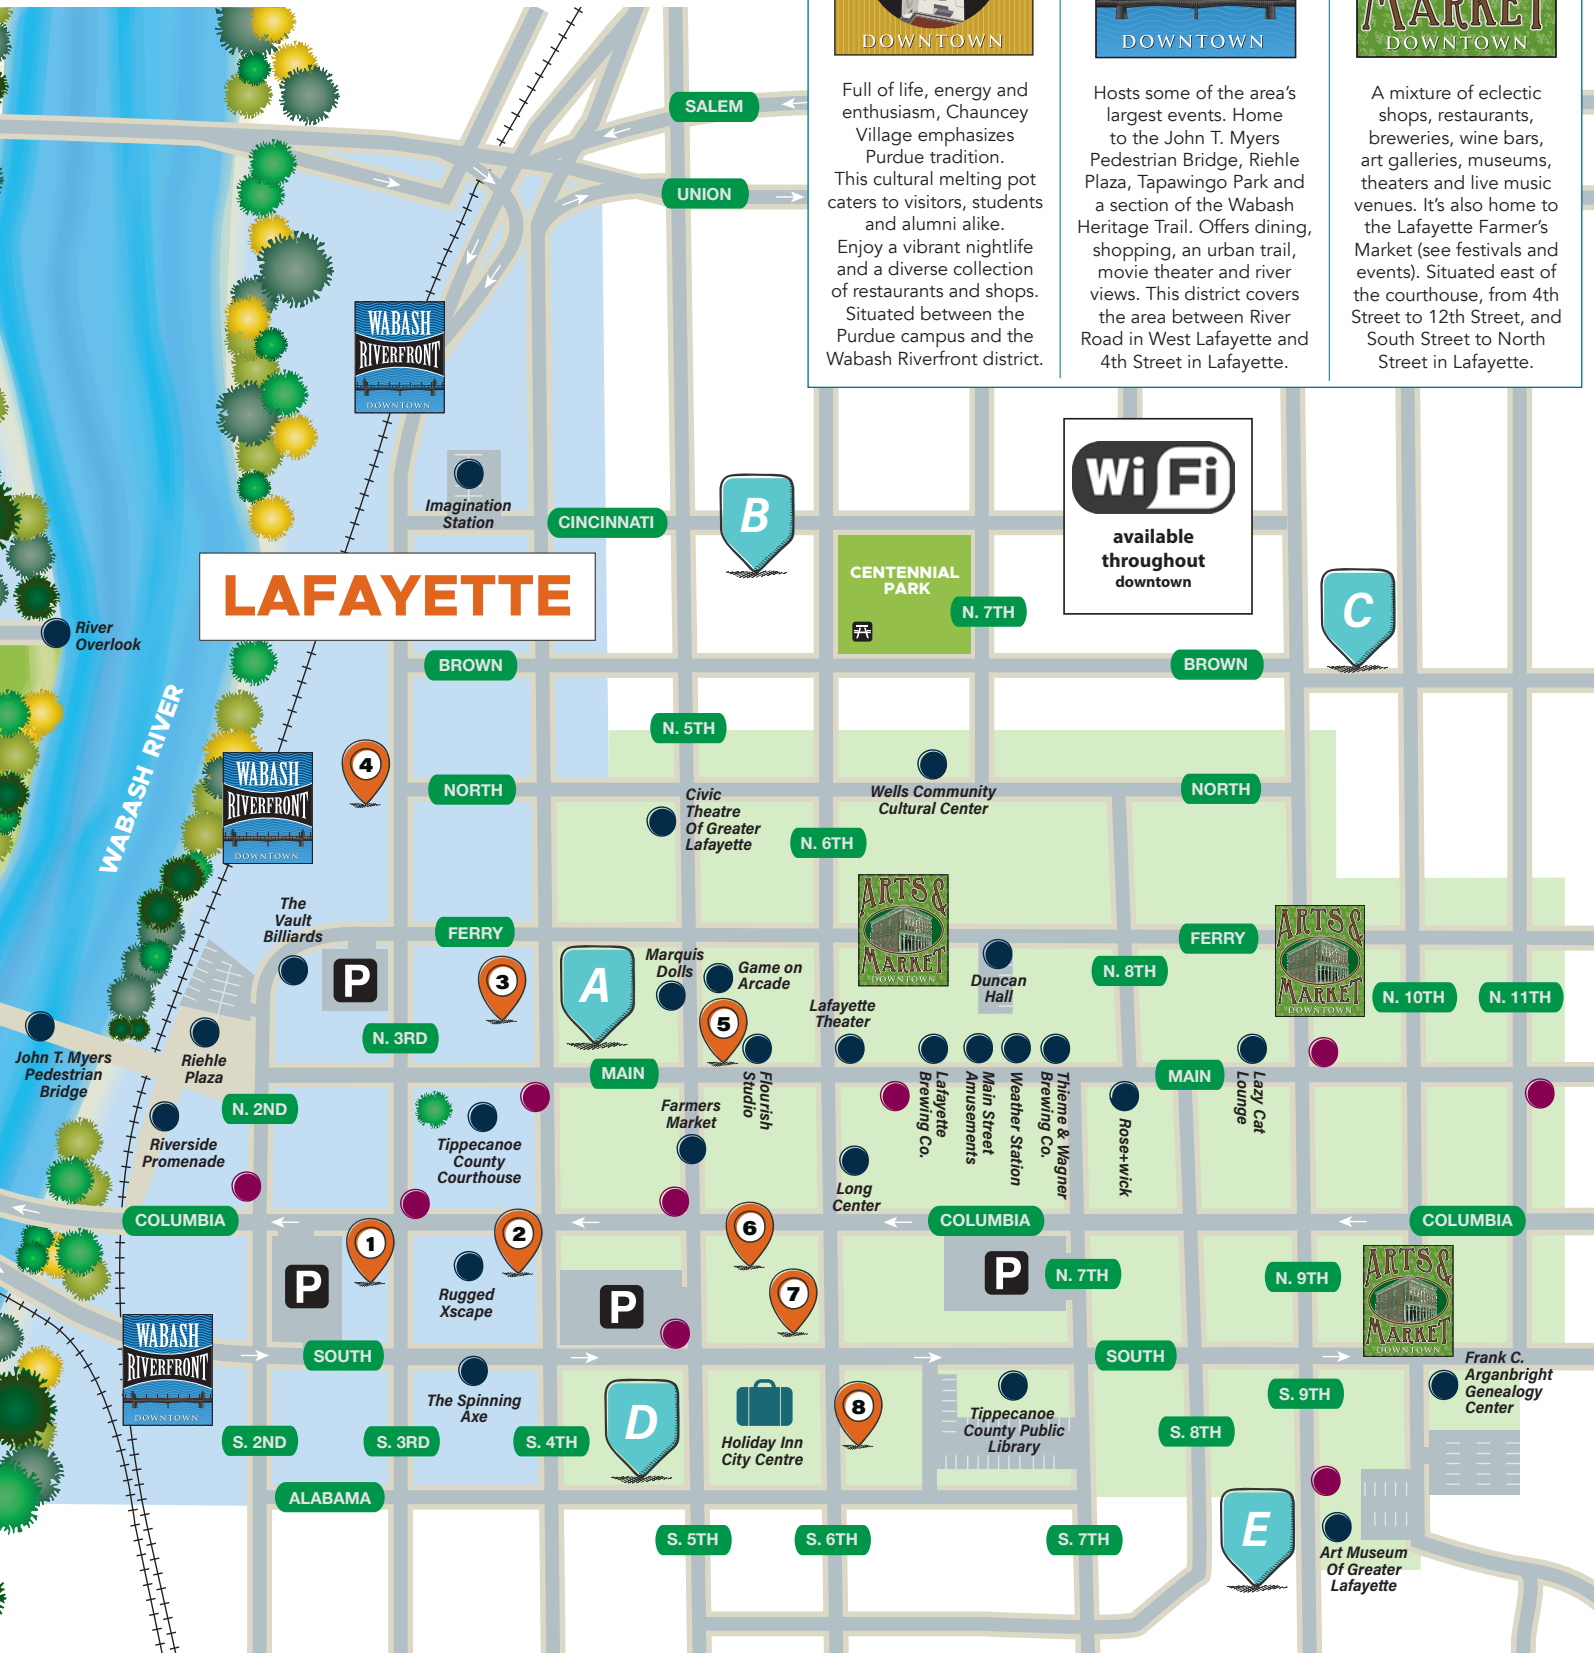 DOWNTOWN
Full of life, energy and
enthusiasm, Chauncey
Village emphasizes
Purdue tradition.
This cultural melting pot
caters to visitors, students
and alumni alike.
Enjoy a vibrant nightlife
and a diverse collection
of restaurants and shops.
Situated between the
Purdue campus and the
Wabash Riverfront district.
DOWNTOWN
Hosts some of the area's
largest events. Home
to the John T. Myers
Pedestrian Bridge, Riehle
Plaza, Tapawingo Park and
a section of the Wabash
Heritage Trail. Offers dining,
shopping, an urban trail,
movie theater and river
views. This district covers
the area between River
Road in West Lafayette and
4th Street in Lafayette.
MARKET
DOWNTOWN
A mixture of eclectic
shops, restaurants,
breweries, wine bars,
art galleries, museums,
theaters and live music
venues. It's also home to
the Lafayette Farmer's
Market (see festivals and
events). Situated east of
the courthouse, from 4th
Street to 12th Street, and
South Street to North
Street in Lafayette.
SALEM
UNION
WABASH
RIVERFRONT
DOWNTOWN
Imagination
Station
CINCINNATI
B
WiFi
available
throughout
downtown
CENTENNIAL
PARK
N. 7TH
C
LAFAYETTE
River
Overlook
BROWN
BROWN
WABASH RIVER
N. 5TH
WABASH
RIVERFRONT
DOWNTOWN
4
NORTH
NORTH
Wells Community
Cultural Center
Civic
Theatre
Of Greater
Lafayette
N. 6TH
The
Vault
Billiards
P
FERRY
FERRY
3
A
Marquis
Dolls
Game on
Arcade
5
ARTS &
MARKET
DOWNTOWN
Duncan
Hall
N. 8TH
ARTS &
MARKET
DOWNTOWN
N. 10TH
N. 11TH
Lafayette
Theater
N. 3RD
John T. Myers
Pedestrian
Bridge
Riehle
Plaza
MAIN
MAIN
Flourish
Studio
Lafayette
Brewing Co.
Main Street
Amusements
Weather Station
Thieme & Wagner
Brewing Co.
Rose+wick
Lazy Cat
Lounge
N. 2ND
Riverside
Promenade
Tippecanoe
County
Courthouse
Farmers
Market
Long
Center
COLUMBIA
COLUMBIA
COLUMBIA
P
1
2
6
7
Rugged
Xscape
P
P
N. 7TH
N. 9TH
ARTS &
MARKET
DOWNTOWN
WABASH
RIVERFRONT
DOWNTOWN
SOUTH
SOUTH
The Spinning
Axe
D
Holiday Inn
City Centre
8
Tippecanoe
County Public
Library
S. 9TH
Frank C.
Arganbright
Genealogy
Center
S. 2ND
S. 3RD
S. 4TH
S. 8TH
ALABAMA
S. 5TH
S. 6TH
S. 7TH
E
Art Museum
Of Greater
Lafayette